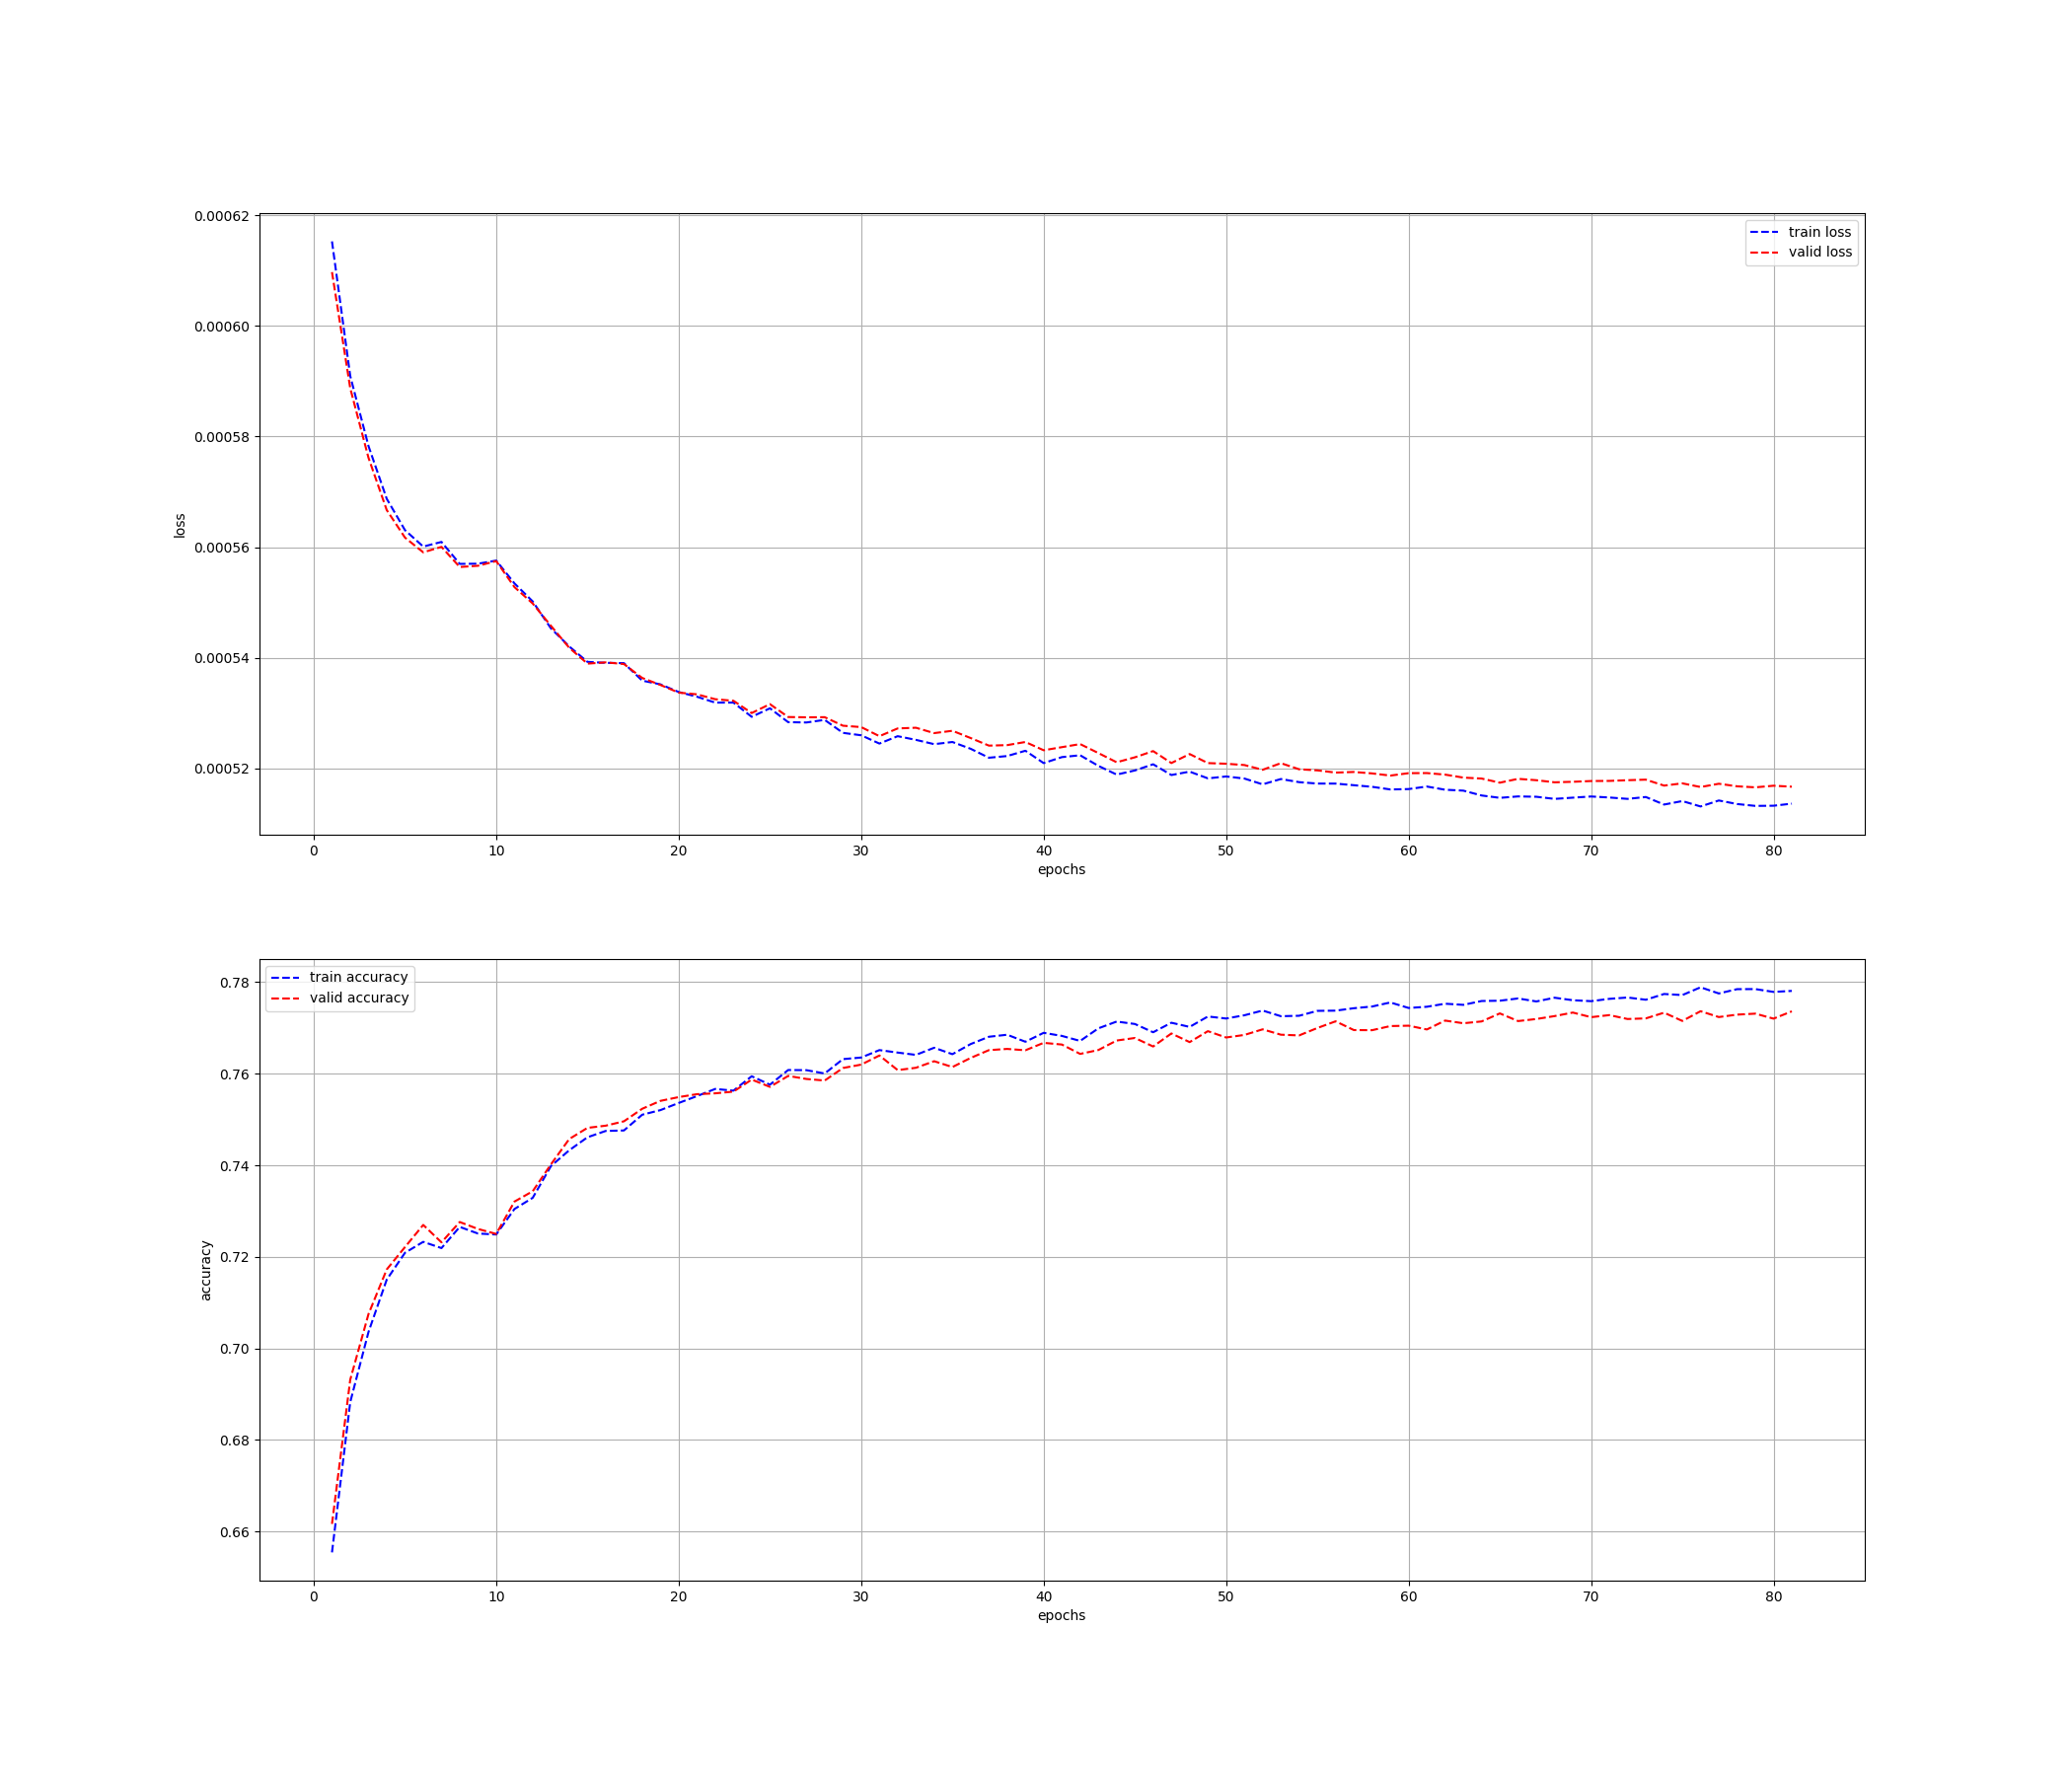 0.00062
0.00060
0.00058
0.00056
0.00054
0.00052
loss
train loss
valid loss
0 10 20 30 40 50 60 70 80
epochs
0.78
0.76
0.74
0.72
0.70
0.68
0.66
accuracy
train accuracy
valid accuracy
0 10 20 30 40 50 60 70 80
epochs